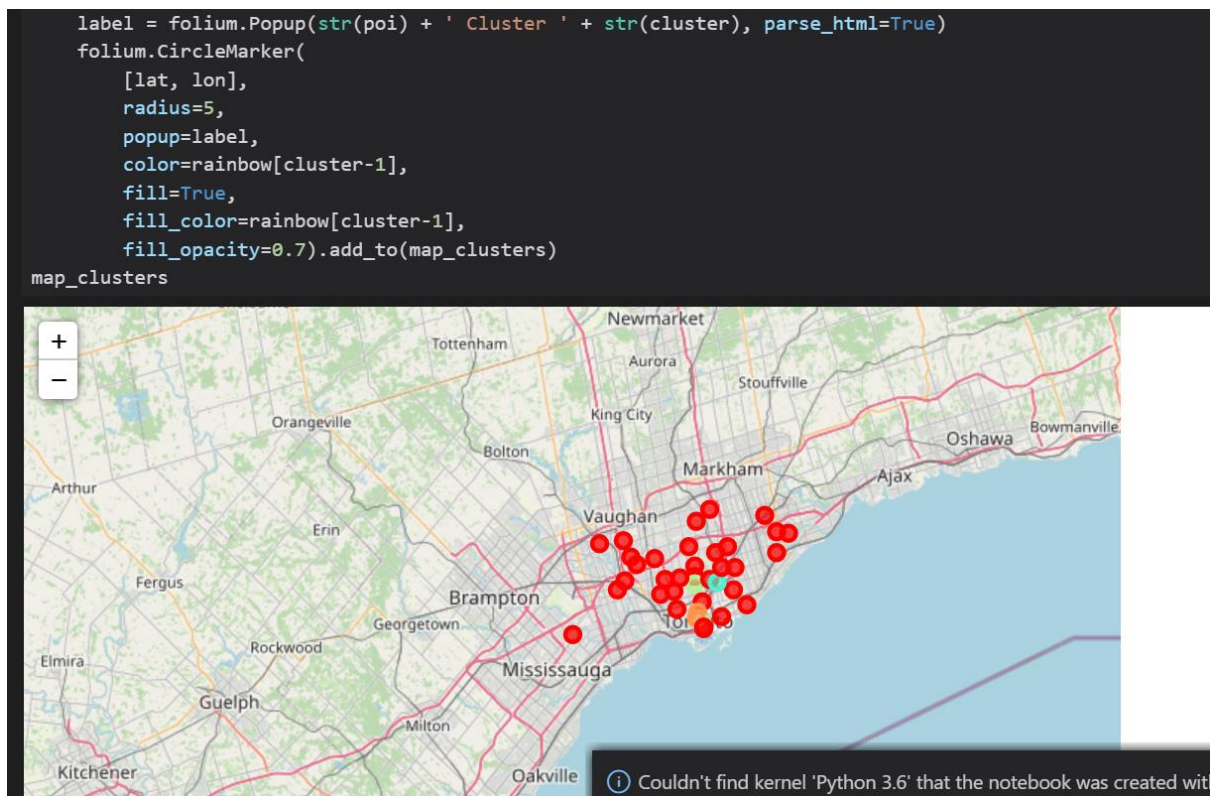 label = folium.Popup(str(poi) + ' Cluster ' + str(cluster), parse_html=True)
folium.CircleMarker(
[lat, lon],
radius=5,
popup=label,
color=rainbow[cluster-1],
fill=True,
fill_color=rainbow[cluster-1],
fill_opacity=0.7).add_to(map_clusters)
map_clusters
+
−
Newmarket
Tottenham
Aurora
Stouffville
King City
Orangeville
Bowmanville
Oshawa
Bolton
Markham
Ajax
Arthur
Vaughan
Erin
Fergus
Brampton
Georgetown
Rockwood
Elmira
Mississauga
Guelph
Milton
Kitchener
Oakville
Couldn't find kernel 'Python 3.6' that the notebook was created